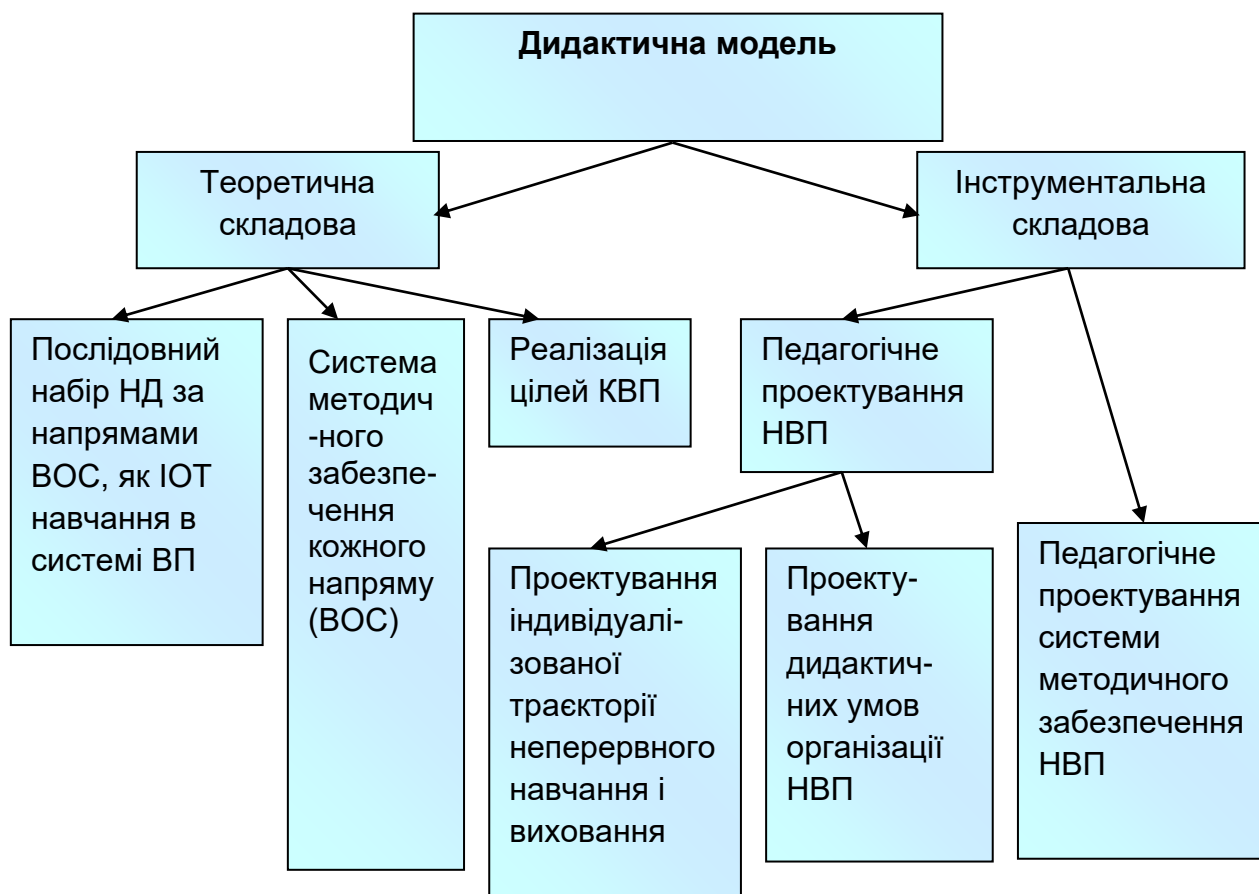 Дидактична модель
Теоретична
складова
Інструментальна
складова
Послідовний
набір НД за
напрямами
ВОС, як ІОТ
навчання в
системі ВП
Система
методич
-ного
забезпе-
чення
кожного
напряму
(ВОС)
Реалізація
цілей КВП
Педагогічне
проектування
НВП
Проектування
індивідуалі-
зованої
траєкторії
неперервного
навчання і
виховання
Проекту-
вання
дидактич-
них умов
організації
НВП
Педагогічне
проектування
системи
методичного
забезпечення
НВП